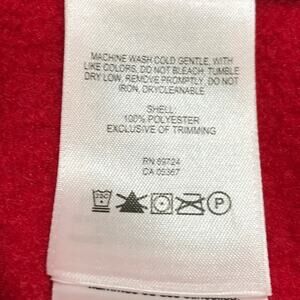 MACHINE WASH COLD GENTLE, WITH
LIKE COLORS, DO NOT BLEACH, TUMBLE
DRY LOW, REMOVE PROMPTLY, DO NOT
IRON, DRYCLEANABLE
SHELL
100% POLYESTER
EXCLUSIVE OF TRIMMING
RN 89724
CA 05367
P